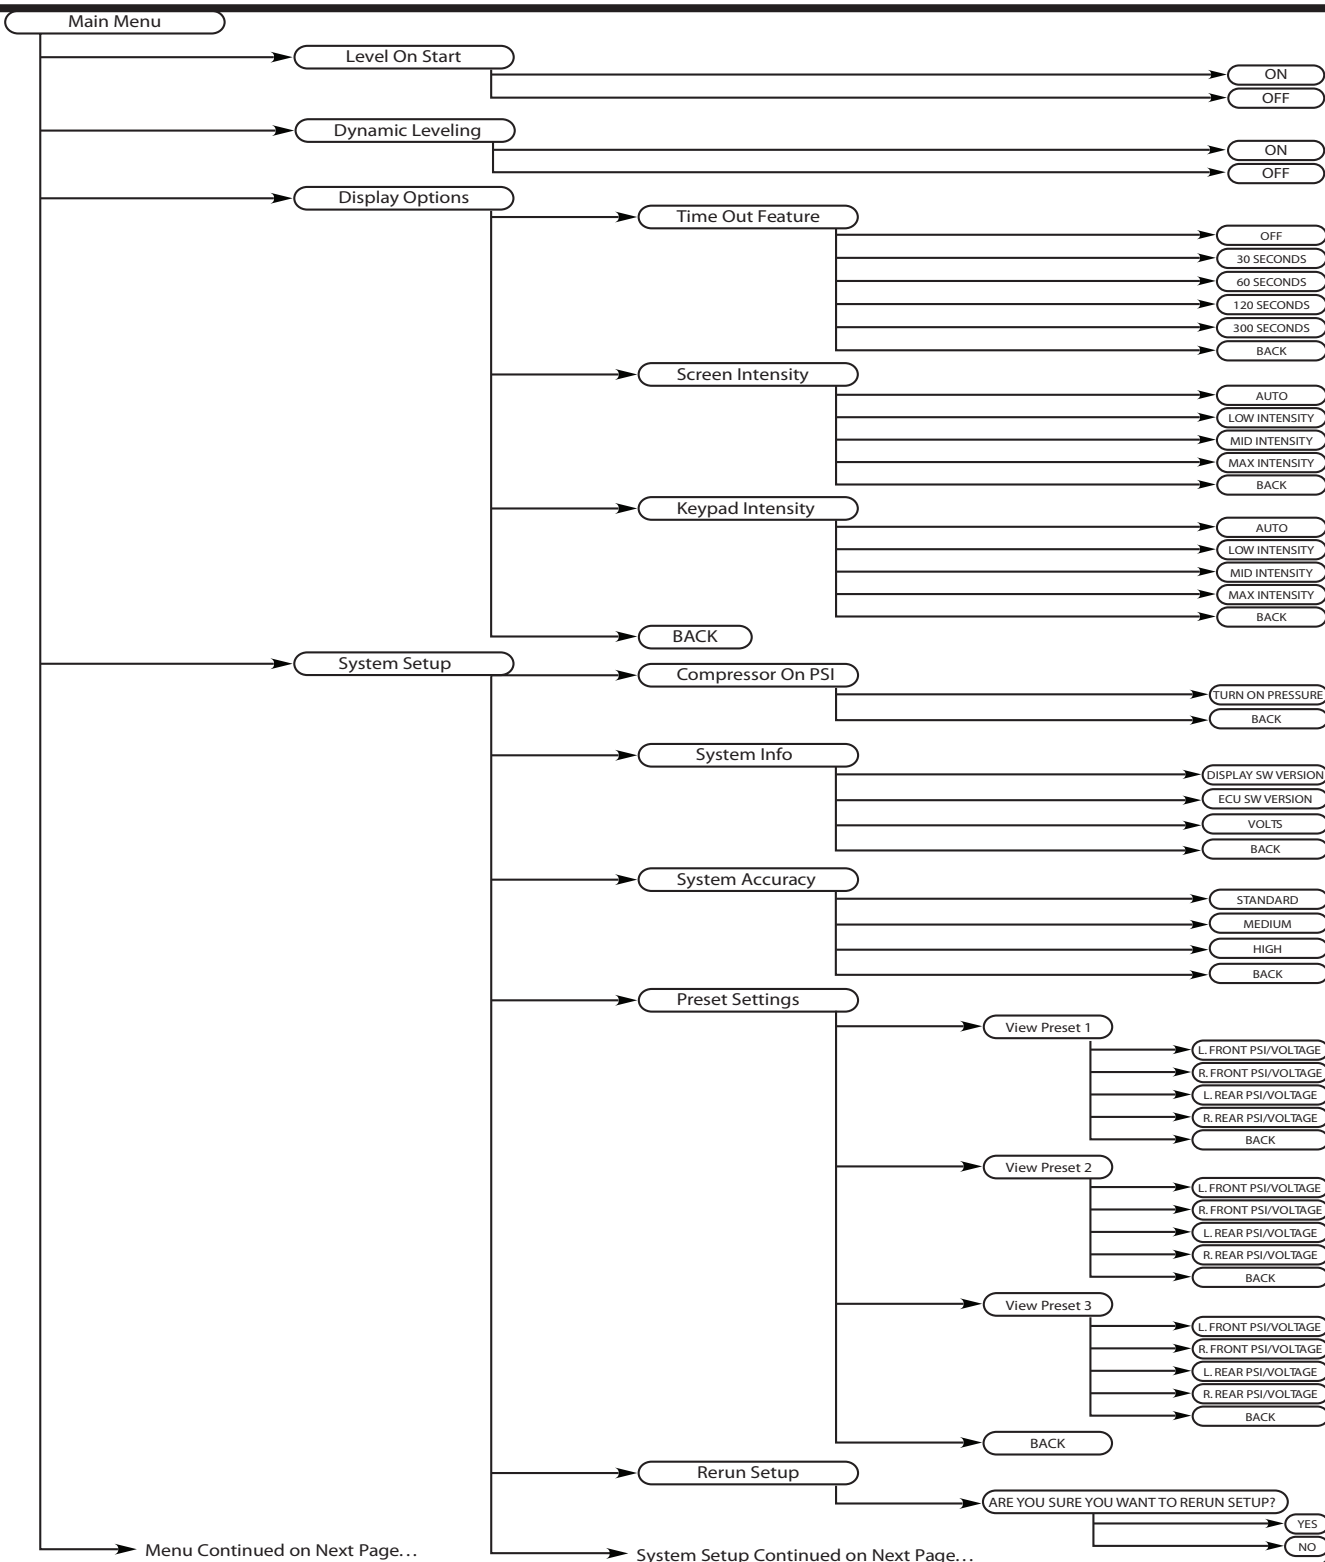 Main Menu
Level On Start
ON
OFF
Dynamic Leveling
ON
OFF
Display Options
Time Out Feature
OFF
30 SECONDS
60 SECONDS
120 SECONDS
300 SECONDS
BACK
Screen Intensity
AUTO
LOW INTENSITY
MID INTENSITY
MAX INTENSITY
BACK
Keypad Intensity
AUTO
LOW INTENSITY
MID INTENSITY
MAX INTENSITY
BACK
BACK
System Setup
Compressor On PSI
TURN ON PRESSURE
BACK
System Info
DISPLAY SW VERSION
ECU SW VERSION
VOLTS
BACK
System Accuracy
STANDARD
MEDIUM
HIGH
BACK
Preset Settings
View Preset 1
L. FRONT PSI/VOLTAGE
R. FRONT PSI/VOLTAGE
L. REAR PSI/VOLTAGE
R. REAR PSI/VOLTAGE
BACK
View Preset 2
L. FRONT PSI/VOLTAGE
R. FRONT PSI/VOLTAGE
L. REAR PSI/VOLTAGE
R. REAR PSI/VOLTAGE
BACK
View Preset 3
L. FRONT PSI/VOLTAGE
R. FRONT PSI/VOLTAGE
L. REAR PSI/VOLTAGE
R. REAR PSI/VOLTAGE
BACK
BACK
Rerun Setup
ARE YOU SURE YOU WANT TO RERUN SETUP?
YES
NO
Menu Continued on Next Page...
System Setup Continued on Next Page...